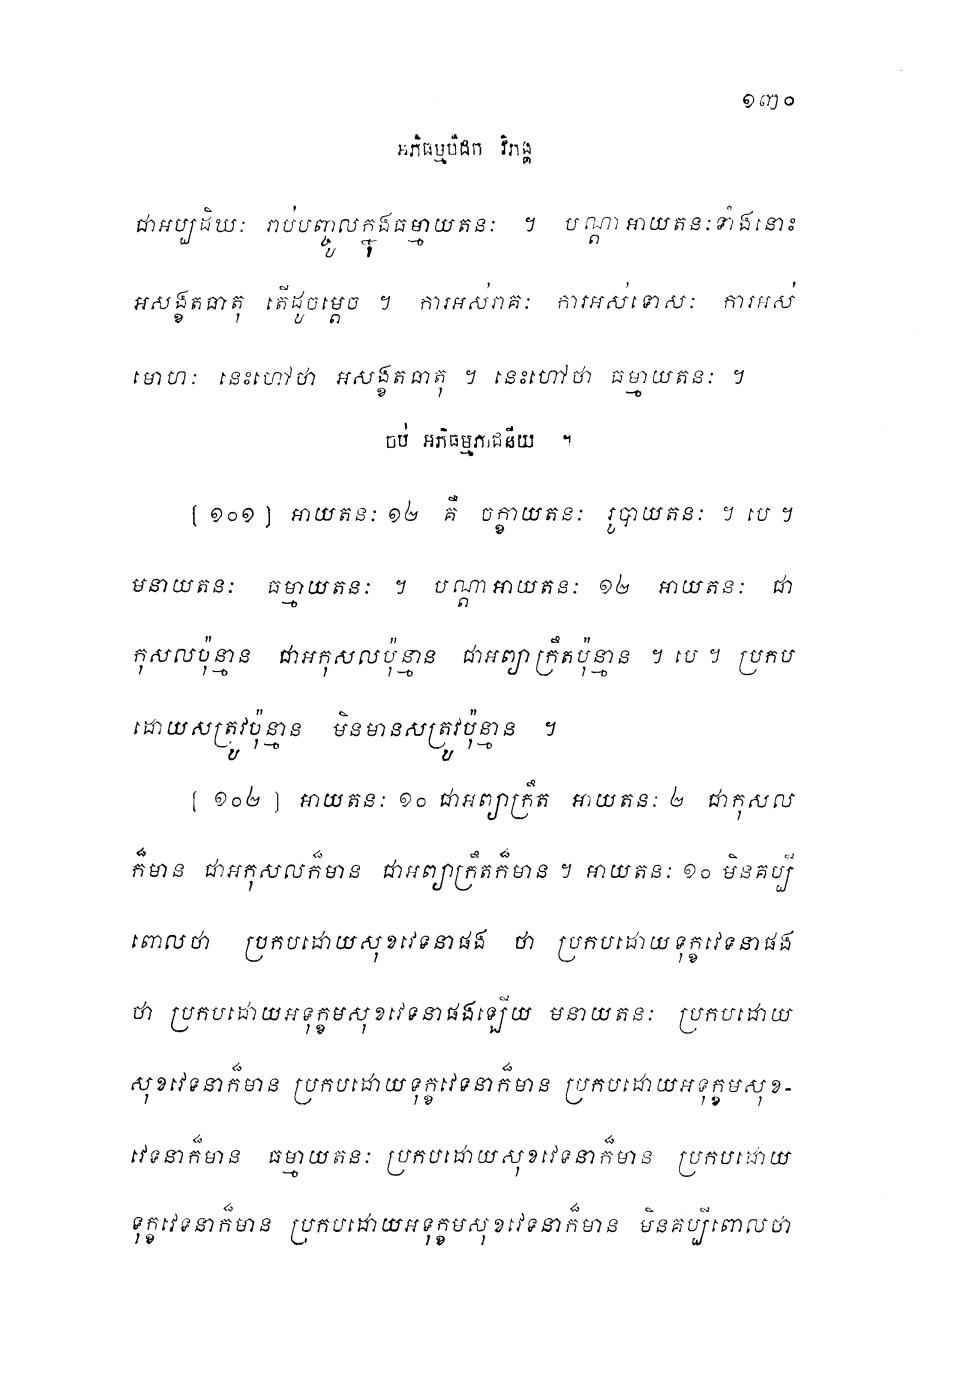 ១៣០
អភិធម្មបិដក វិភង្គ
ជាអប្បដិឃៈ រាប់បញ្ចូលក្នុងធម្មាយតនៈ ។ បណ្តាអាយតនៈទាំងនោះ
អសង្ខតធាតុ តើដូចម្តេច ។ ការអស់រាគៈ ការអស់ទោសៈ ការអស់
មោហៈ នេះហៅថា អសង្ខតធាតុ ។ នេះហៅថា ធម្មាយតនៈ ។
ចប់ អភិធម្មភាជនីយ ។
[ ១០១ ] អាយតនៈ ១២ គឺ ចក្ខាយតនៈ រូបាយតនៈ ។ បេ ។
មនាយតនៈ ធម្មាយតនៈ ។ បណ្តាអាយតនៈ ១២ អាយតនៈ ជា
កុសលប៉ុន្មាន ជាអកុសលប៉ុន្មាន ជាអព្យាក្រឹតប៉ុន្មាន ។ បេ ។ ប្រកប
ដោយសត្រូវប៉ុន្មាន មិនមានសត្រូវប៉ុន្មាន ។
[ ១០២ ] អាយតនៈ ១០ ជាអព្យាក្រឹត អាយតនៈ ២ ជាកុសល
ក៏មាន ជាអកុសលក៏មាន ជាអព្យាក្រឹតក៏មាន ។ អាយតនៈ ១០ មិនគប្បី
ពោលថា ប្រកបដោយសុខវេទនាផង ថា ប្រកបដោយទុក្ខវេទនាផង
ថា ប្រកបដោយអទុក្ខមសុខវេទនាផងឡើយ មនាយតនៈ ប្រកបដោយ
សុខវេទនាក៏មាន ប្រកបដោយទុក្ខវេទនាក៏មាន ប្រកបដោយអទុក្ខមសុខ-
វេទនាក៏មាន ធម្មាយតនៈ ប្រកបដោយសុខវេទនាក៏មាន ប្រកបដោយ
ទុក្ខវេទនាក៏មាន ប្រកបដោយអទុក្ខមសុខវេទនាក៏មាន មិនគប្បីពោលថា